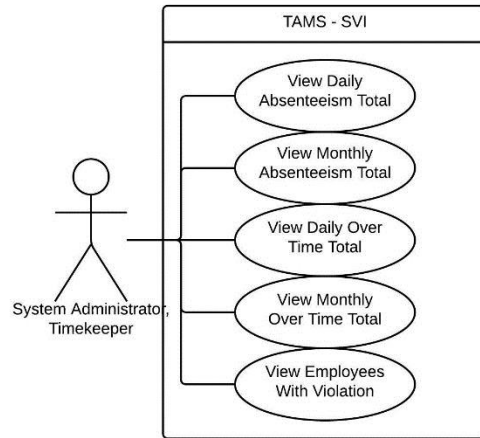 TAMS - SVI
View Daily
Absenteeism Total
View Monthly
Absenteeism Total
View Daily Over
Time Total
View Monthly
Over Time Total
View Employees
With Violation
System Administrator,
Timekeeper